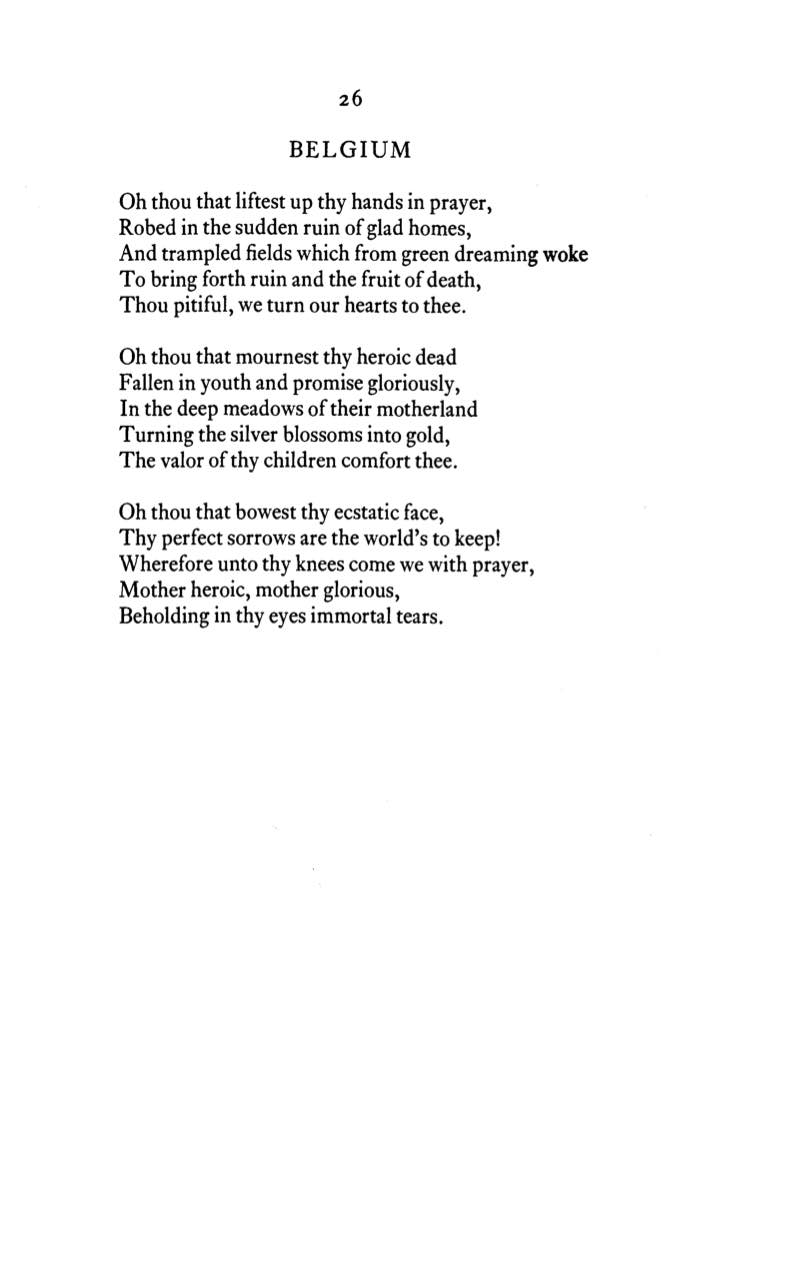 26
BELGIUM
Oh thou that liftest up thy hands in prayer,
Robed in the sudden ruin of glad homes,
And trampled fields which from green dreaming woke
To bring forth ruin and the fruit of death,
Thou pitiful, we turn our hearts to thee.
Oh thou that mournest thy heroic dead
Fallen in youth and promise gloriously,
In the deep meadows of their motherland
Turning the silver blossoms into gold,
The valor of thy children comfort thee.
Oh thou that bowest thy ecstatic face,
Thy perfect sorrows are the world's to keep!
Wherefore unto thy knees come we with prayer,
Mother heroic, mother glorious,
Beholding in thy eyes immortal tears.